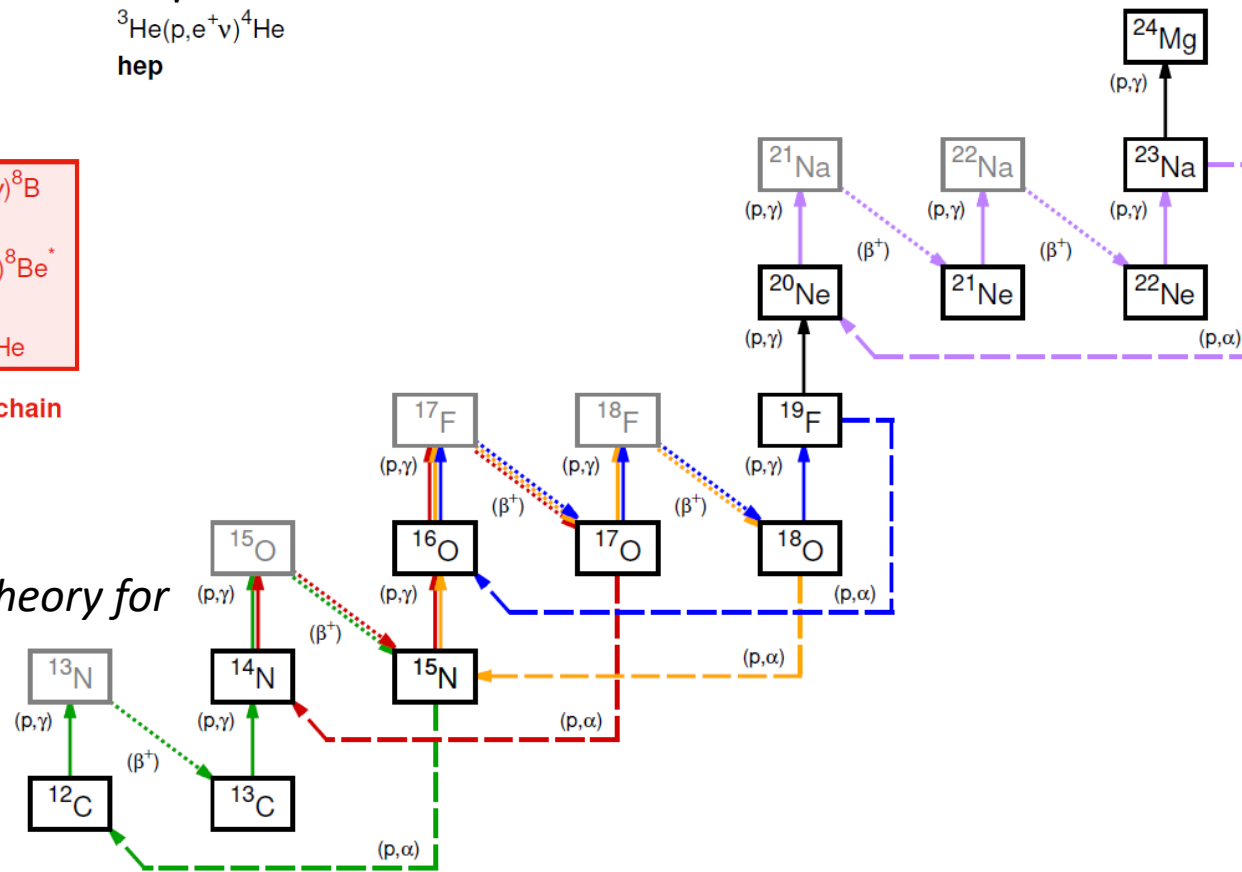 ³He(p,e⁺ν)⁴He
hep
γ)⁸B
)⁸Be*
He
chain
heory for
²⁴Mg
(p,γ)
²¹Na
²²Na
²³Na
(p,γ)
(p,γ)
(p,γ)
(β⁺)
(β⁺)
²⁰Ne
²¹Ne
²²Ne
(p,γ)
(p,α)
¹⁷F
¹⁸F
¹⁹F
(p,γ)
(p,γ)
(p,γ)
(β⁺)
(β⁺)
¹⁵O
¹⁶O
¹⁷O
¹⁸O
(p,γ)
(p,γ)
(p,α)
(β⁺)
¹³N
¹⁴N
¹⁵N
(p,α)
(p,γ)
(p,γ)
(p,α)
(β⁺)
¹²C
¹³C
(p,α)